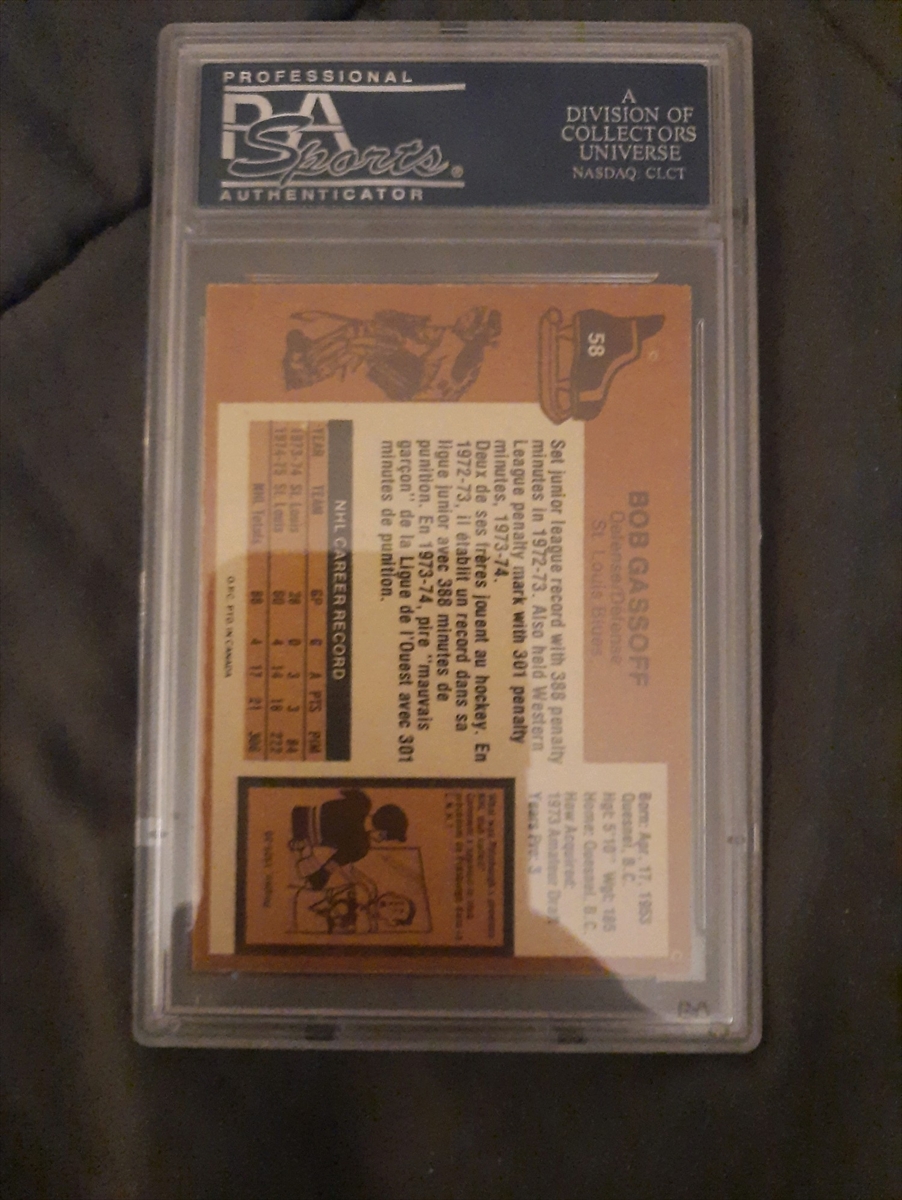 PROFESSIONAL
PSA
Sports®
AUTHENTICATOR
A
DIVISION OF
COLLECTORS
UNIVERSE
NASDAQ: CLCT
58
BOB GASSOFF
Defense/Défense
St. Louis Blues
Born: Apr. 17, 1953
Quesnel, B.C.
Hgt: 5'10" Wgt: 195
Home: Quesnel, B.C.
How Acquired:
1973 Amateur Draft
Years Pro: 3
Set junior league record with 388 penalty
minutes in 1972-73. Also held Western
League penalty mark with 301 penalty
minutes, 1973-74.
Deux de ses frères jouent au hockey. En
1972-73, il établit un record dans sa
ligue junior avec 388 minutes de
punition. En 1973-74, pire "mauvais
garçon" de la Ligue de l'Ouest avec 301
minutes de punition.
NHL CAREER RECORD
YEAR TEAM GP G A PTS PIM
1973-74 St. Louis 28 0 3 3 84
1974-75 St. Louis 60 4 14 18 222
NHL Totals 88 4 17 21 306
O.P.C. PTD. IN CANADA